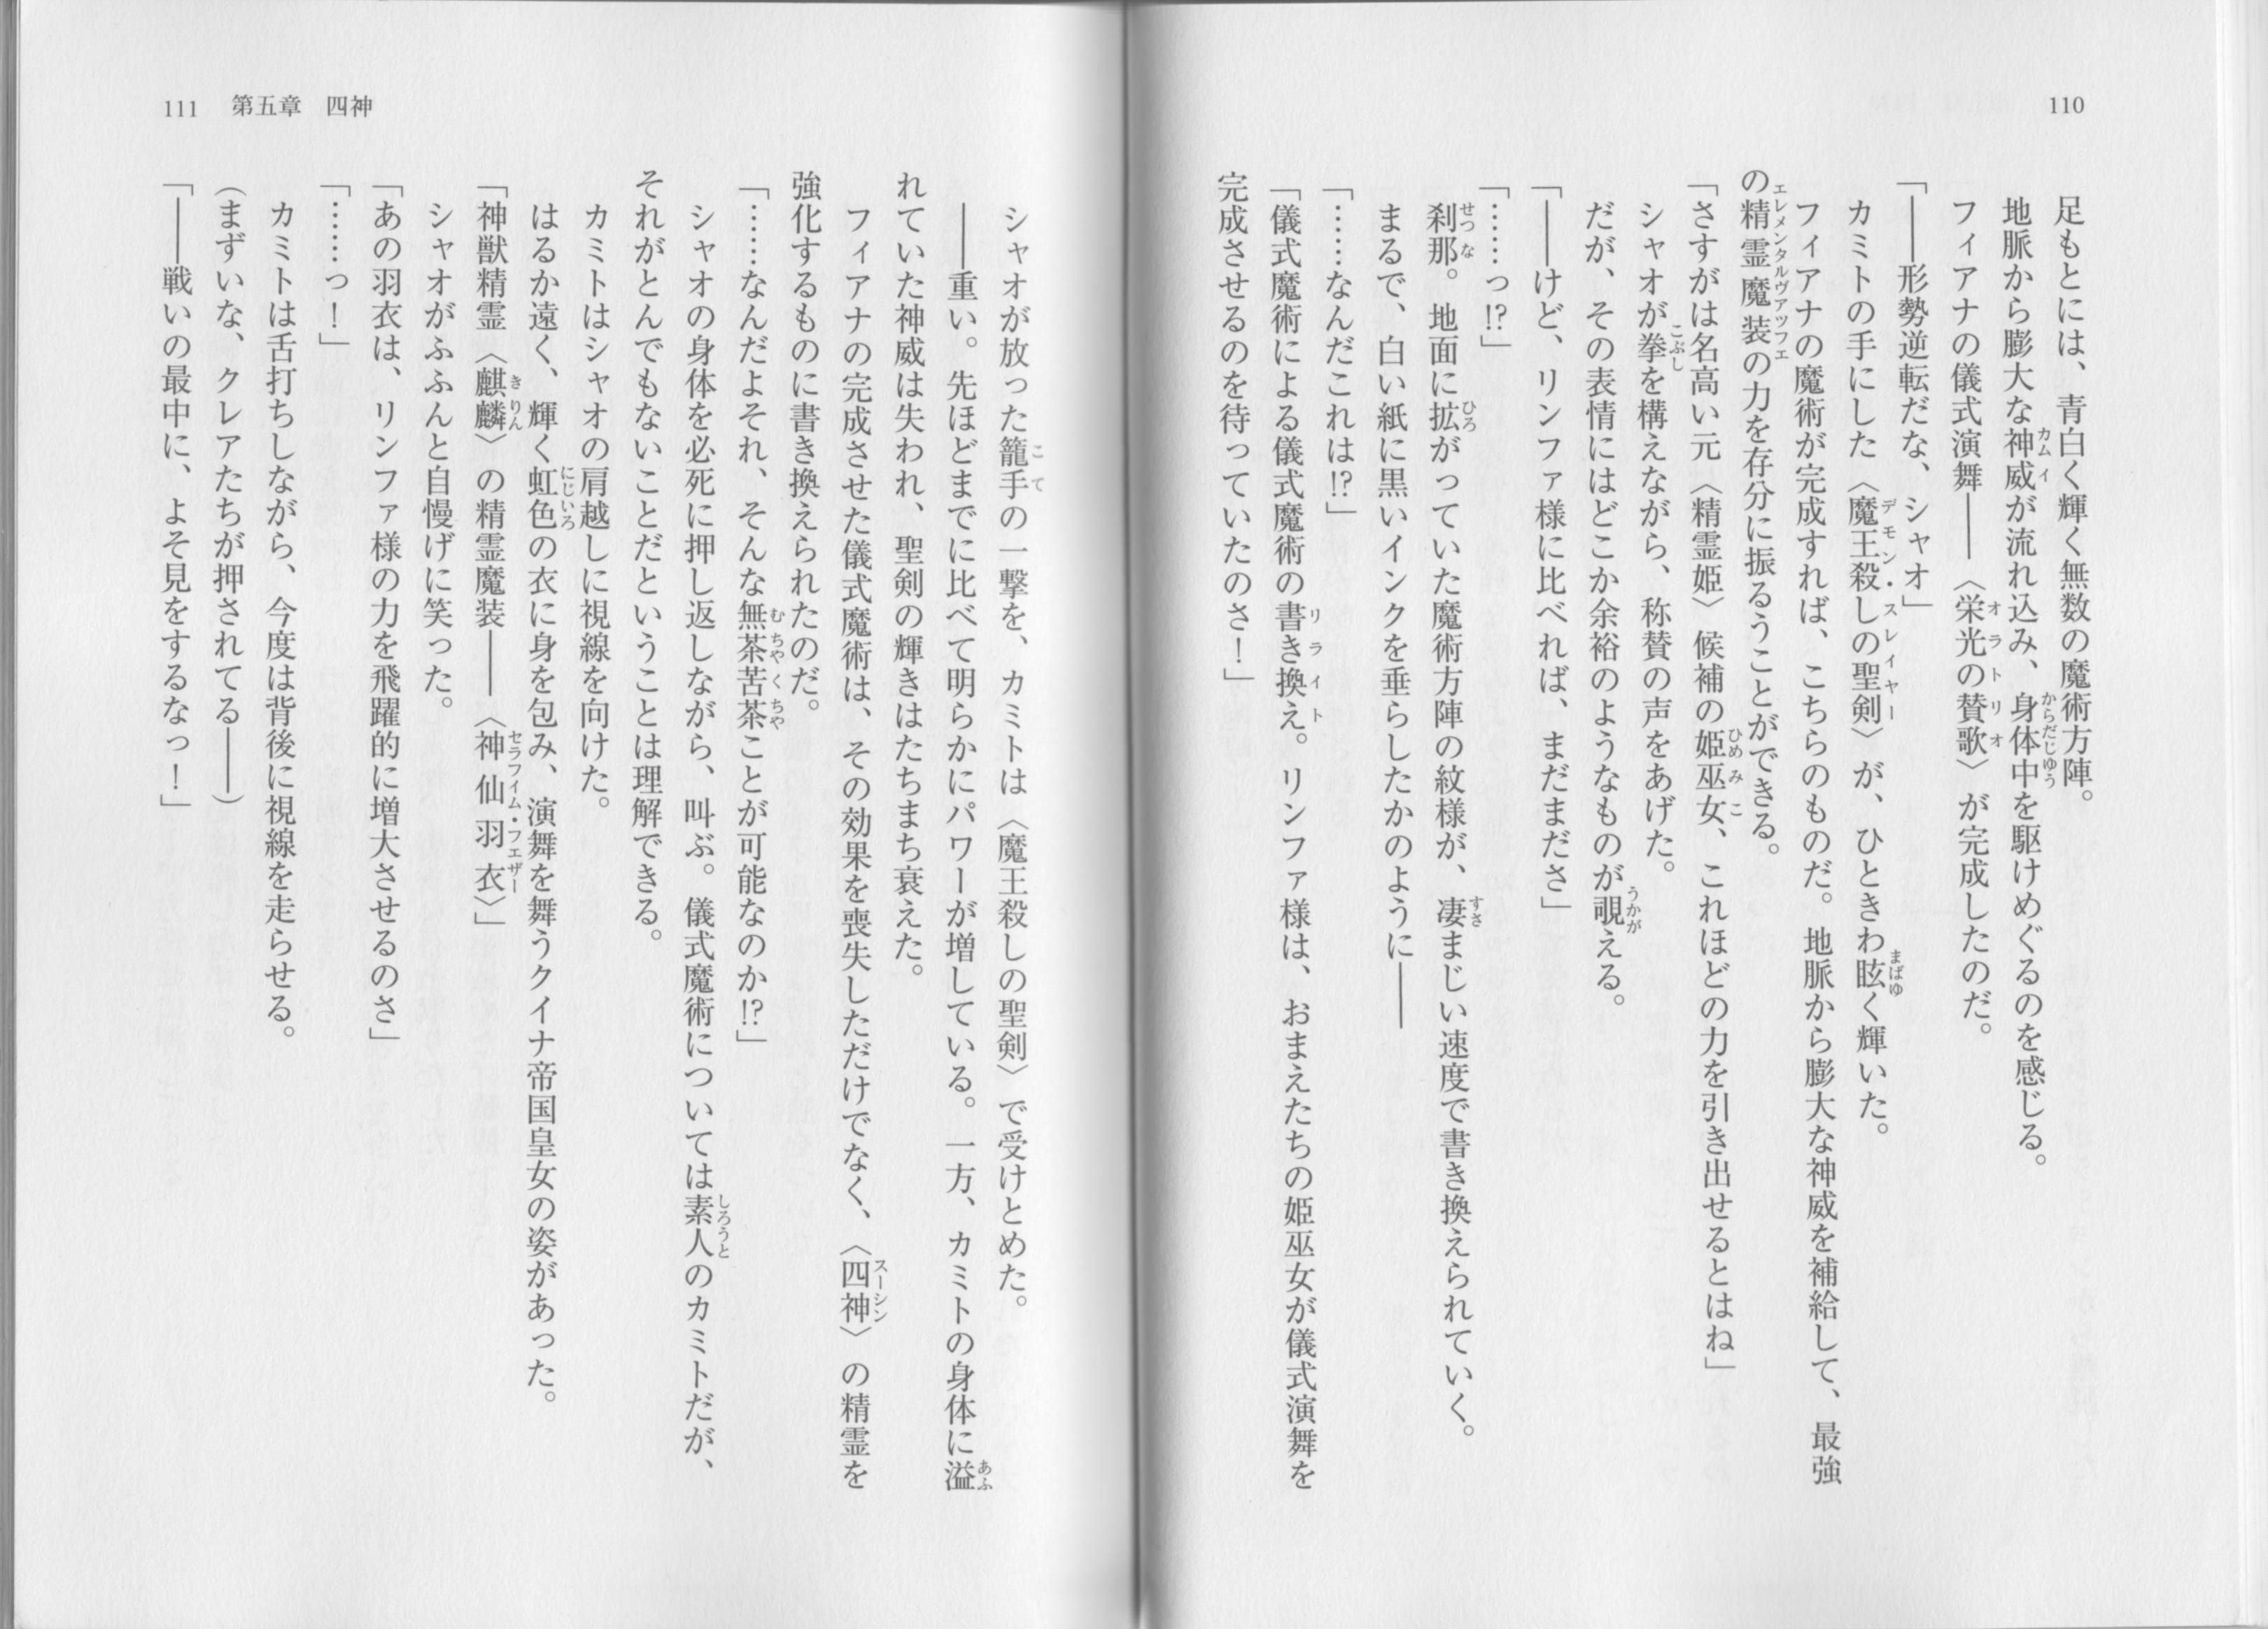 110
足もとには、青白く輝く無数の魔術方陣。
地脈から膨大な神威が流れ込み、身体中を駆けめぐるのを感じる。
フィアナの儀式演舞――〈栄光の賛歌〉が完成したのだ。
「――形勢逆転だな、シャオ」
カミトの手にした〈魔王殺しの聖剣〉が、ひときわ眩く輝いた。
フィアナの魔術が完成すれば、こちらのものだ。地脈から膨大な神威を補給して、最強
の精霊魔装の力を存分に振るうことができる。
「さすがは名高い元〈精霊姫〉候補の姫巫女、これほどの力を引き出せるとはね」
シャオが拳を構えながら、称賛の声をあげた。
だが、その表情にはどこか余裕のようなものが覗える。
「――けど、リンファ様に比べれば、まだまださ」
「……っ!?」
刹那。地面に拡がっていた魔術方陣の紋様が、凄まじい速度で書き換えられていく。
まるで、白い紙に黒いインクを垂らしたかのように――
「……なんだこれは!?」
「儀式魔術による儀式魔術の書き換え。リンファ様は、おまえたちの姫巫女が儀式演舞を
完成させるのを待っていたのさ！」
111　第五章　四神
シャオが放った籠手の一撃を、カミトは〈魔王殺しの聖剣〉で受けとめた。
――重い。先ほどまでに比べて明らかにパワーが増している。一方、カミトの身体に溢
れていた神威は失われ、聖剣の輝きはたちまち衰えた。
フィアナの完成させた儀式魔術は、その効果を喪失しただけでなく、〈四神〉の精霊を
強化するものに書き換えられたのだ。
「……なんだよそれ、そんな無茶苦茶ことが可能なのか!?」
シャオの身体を必死に押し返しながら、叫ぶ。儀式魔術については素人のカミトだが、
それがとんでもないことだということは理解できる。
カミトはシャオの肩越しに視線を向けた。
はるか遠く、輝く虹色の衣に身を包み、演舞を舞うクイナ帝国皇女の姿があった。
「神獣精霊〈麒麟〉の精霊魔装――〈神仙羽衣〉」
シャオがふふんと自慢げに笑った。
「あの羽衣は、リンファ様の力を飛躍的に増大させるのさ」
「……っ！」
カミトは舌打ちしながら、今度は背後に視線を走らせる。
（まずいな、クレアたちが押されてる――）
「――戦いの最中に、よそ見をするなっ！」